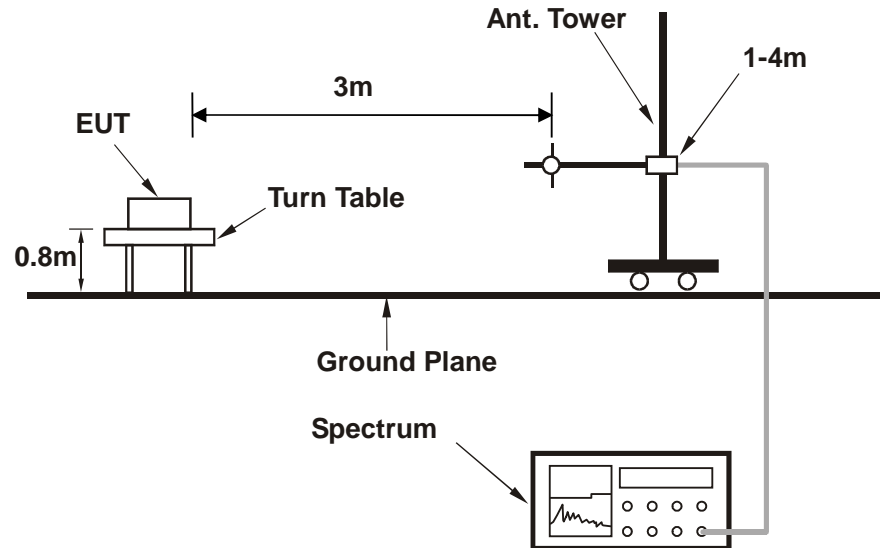 Ant. Tower
1-4m
3m
EUT
Turn Table
0.8m
Ground Plane
Spectrum